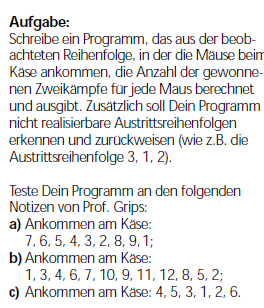 Aufgabe:
Schreibe ein Programm, das aus der beob-
achteten Reihenfolge, in der die Mäuse beim
Käse ankommen, die Anzahl der gewonne-
nen Zweikämpfe für jede Maus berechnet
und ausgibt. Zusätzlich soll Dein Programm
nicht realisierbare Austrittsreihenfolgen
erkennen und zurückweisen (wie z.B. die
Austrittsreihenfolge 3, 1, 2).
Teste Dein Programm an den folgenden
Notizen von Prof. Grips:
a) Ankommen am Käse:
7, 6, 5, 4, 3, 2, 8, 9, 1;
b) Ankommen am Käse:
1, 3, 4, 6, 7, 10, 9, 11, 12, 8, 5, 2;
c) Ankommen am Käse: 4, 5, 3, 1, 2, 6.